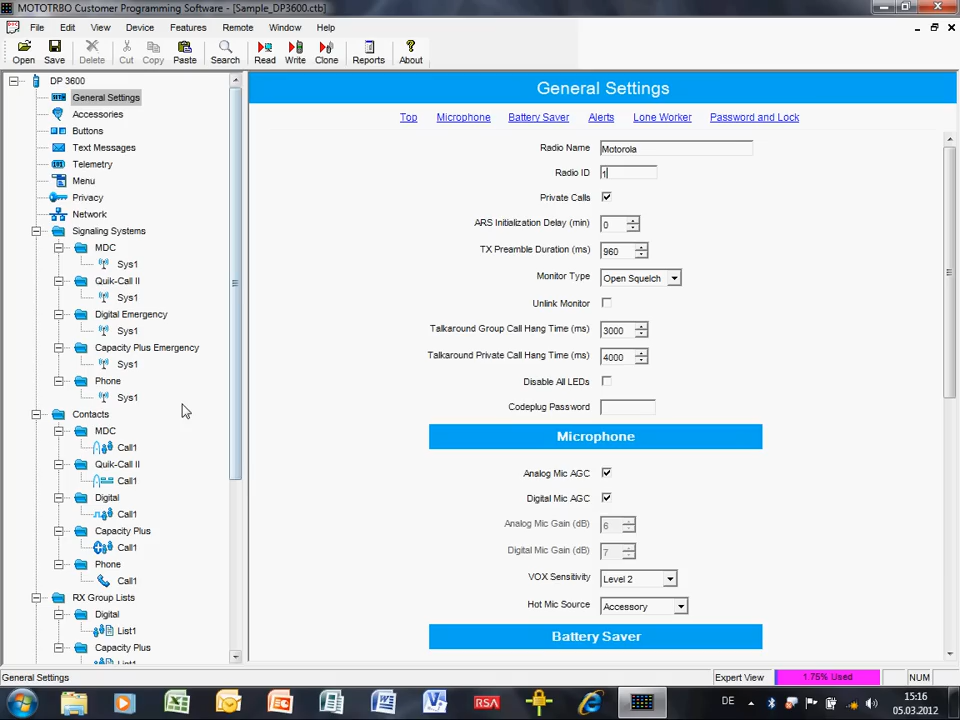 MOTOTRBO Customer Programming Software - [Sample_DP3600.ctb]
File Edit View Device Features Remote Window Help
Open Save Delete Cut Copy Paste Search Read Write Clone Reports About
DP 3600
General Settings
Accessories
Buttons
Text Messages
Telemetry
Menu
Privacy
Network
Signaling Systems
MDC
Sys1
Quik-Call II
Sys1
Digital Emergency
Sys1
Capacity Plus Emergency
Sys1
Phone
Sys1
Contacts
MDC
Call1
Quik-Call II
Call1
Digital
Call1
Capacity Plus
Call1
Phone
Call1
RX Group Lists
Digital
List1
Capacity Plus
List1
General Settings
Top Microphone Battery Saver Alerts Lone Worker Password and Lock
Radio Name Motorola
Radio ID 1
Private Calls
ARS Initialization Delay (min) 0
TX Preamble Duration (ms) 960
Monitor Type Open Squelch
Unlink Monitor
Talkaround Group Call Hang Time (ms) 3000
Talkaround Private Call Hang Time (ms) 4000
Disable All LEDs
Codeplug Password
Microphone
Analog Mic AGC
Digital Mic AGC
Analog Mic Gain (dB) 6
Digital Mic Gain (dB) 7
VOX Sensitivity Level 2
Hot Mic Source Accessory
Battery Saver
General Settings Expert View 1.75% Used NUM
RSA DE 15:16
05.03.2012